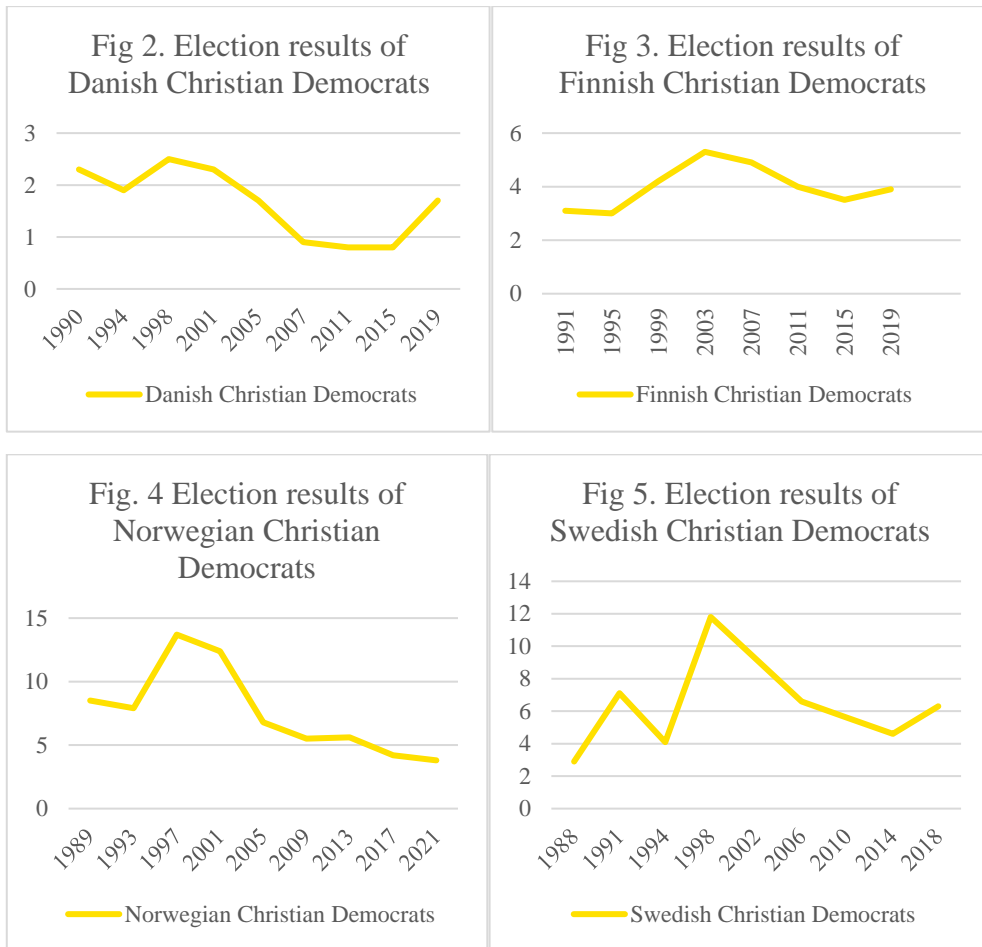 Fig 2. Election results of
Danish Christian Democrats
3
2
1
0
1990 1994 1998 2001 2005 2007 2011 2015 2019
Danish Christian Democrats
Fig 3. Election results of
Finnish Christian Democrats
6
4
2
0
1991 1995 1999 2003 2007 2011 2015 2019
Finnish Christian Democrats
Fig. 4 Election results of
Norwegian Christian
Democrats
15
10
5
0
1989 1993 1997 2001 2005 2009 2013 2017 2021
Norwegian Christian Democrats
Fig 5. Election results of
Swedish Christian Democrats
14
12
10
8
6
4
2
0
1988 1991 1994 1998 2002 2006 2010 2014 2018
Swedish Christian Democrats